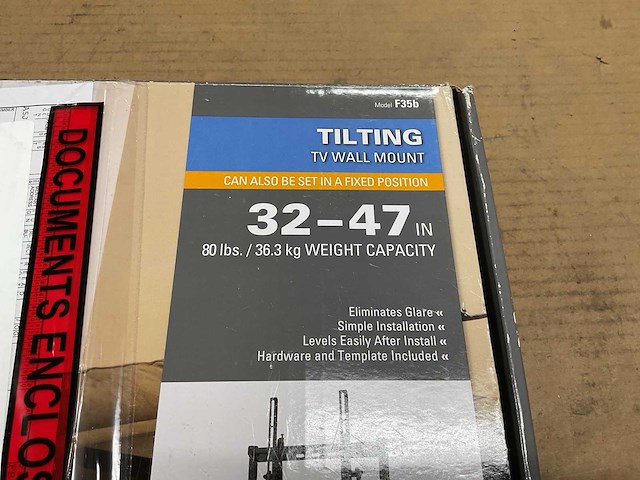 Model F35b
TILTING
TV WALL MOUNT
CAN ALSO BE SET IN A FIXED POSITION
32–47 IN
80 lbs. / 36.3 kg WEIGHT CAPACITY
Eliminates Glare «
Simple Installation «
Levels Easily After Install «
Hardware and Template Included «
DOCUMENTS ENCLOS